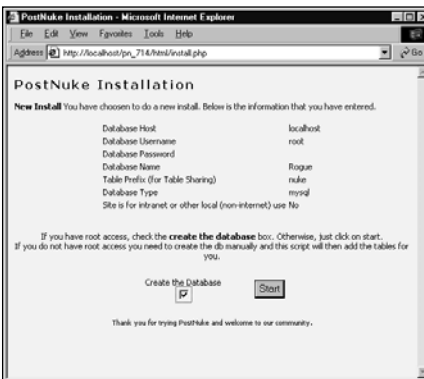 PostNuke Installation - Microsoft Internet Explorer
File Edit View Favorites Tools Help
Address http://localhost/pn_714/html/install.php Go
PostNuke Installation
New Install You have choosen to do a new install. Below is the information that you have entered.
Database Host localhost
Database Username root
Database Password
Database Name Rogue
Table Prefix (for Table Sharing) nuke
Database Type mysql
Site is for intranet or other local (non-internet) use No
If you have root access, check the create the database box. Otherwise, just click on start.
If you do not have root access you need to create the db manually and this script will then add the tables for
you.
Create the Database
Start
Thank you for trying PostNuke and welcome to our community.